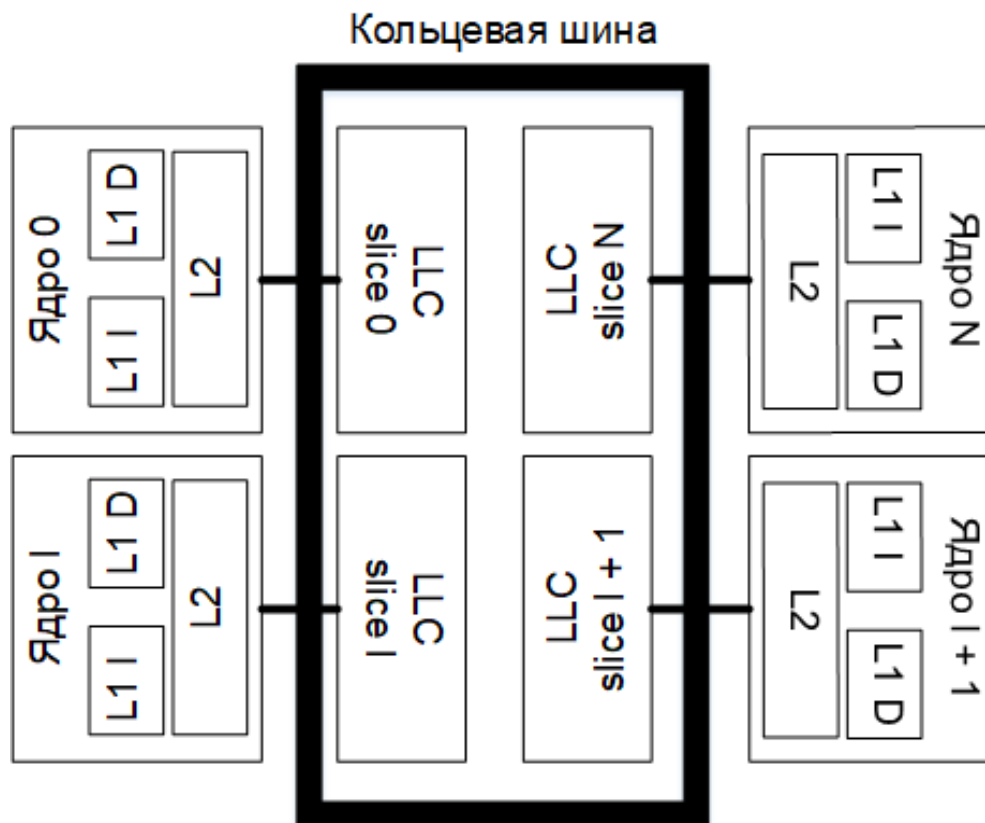 Кольцевая шина
Ядро 0
L1 D
L1 I
L2
LLC
slice 0
LLC
slice N
L2
L1 I
L1 D
Ядро N
Ядро I
L1 D
L1 I
L2
LLC
slice I
LLC
slice I + 1
L2
L1 I
L1 D
Ядро I + 1